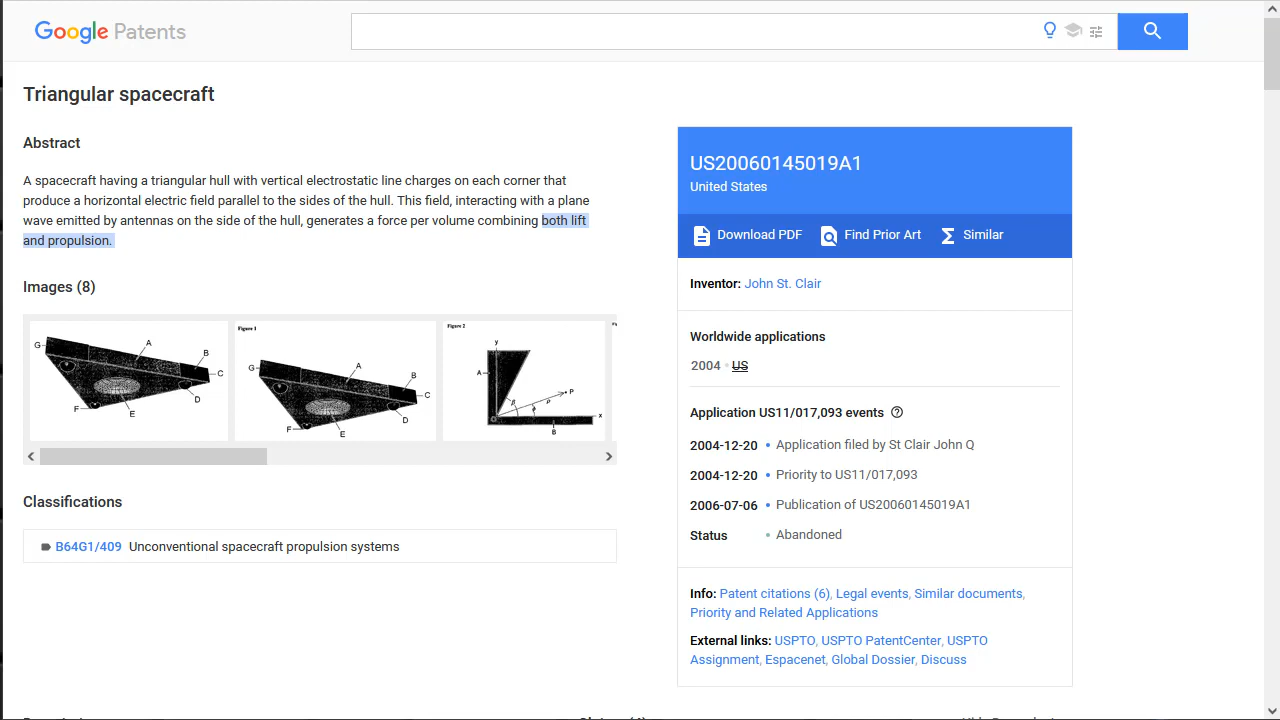 Google Patents
Triangular spacecraft
Abstract
A spacecraft having a triangular hull with vertical electrostatic line charges on each corner that
produce a horizontal electric field parallel to the sides of the hull. This field, interacting with a plane
wave emitted by antennas on the side of the hull, generates a force per volume combining both lift
and propulsion.
Images (8)
G
A
B
C
D
E
F
Figure 1
G
A
B
C
D
E
F
Figure 2
y
A
P
ρ
β
ϕ
x
B
Classifications
B64G1/409 Unconventional spacecraft propulsion systems
US20060145019A1
United States
Download PDF Find Prior Art Similar
Inventor: John St. Clair
Worldwide applications
2004 US
Application US11/017,093 events
2004-12-20 Application filed by St Clair John Q
2004-12-20 Priority to US11/017,093
2006-07-06 Publication of US20060145019A1
Status Abandoned
Info: Patent citations (6), Legal events, Similar documents,
Priority and Related Applications
External links: USPTO, USPTO PatentCenter, USPTO
Assignment, Espacenet, Global Dossier, Discuss